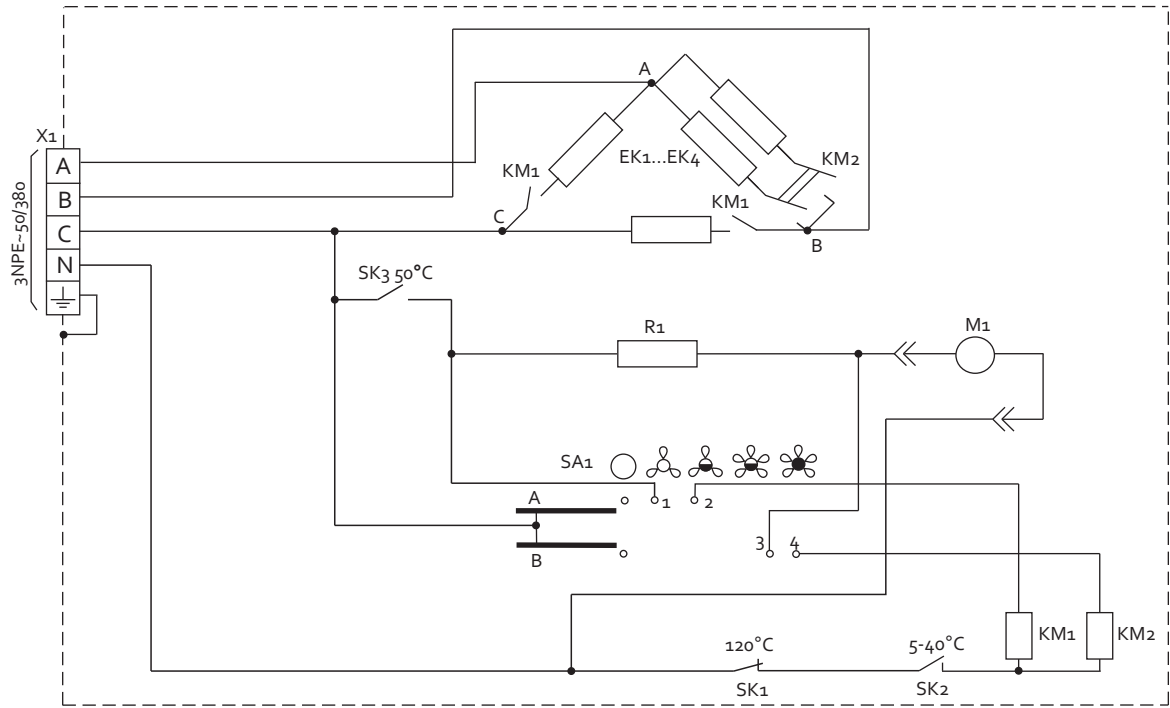 X1
3NPE~50/380
A
B
C
N
A
KM1
EK1...EK4
KM2
KM1
C
B
SK3 50°C
R1
M1
SA1
A
1
2
B
3
4
120°C
SK1
5-40°C
SK2
KM1
KM2